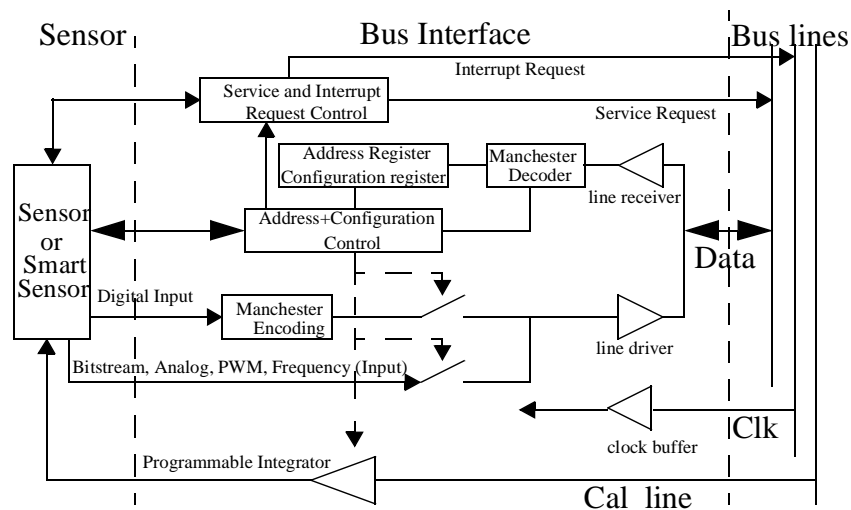 Sensor
Bus Interface
Bus lines
Interrupt Request
Service and Interrupt
Request Control
Service Request
Address Register
Configuration register
Manchester
Decoder
line receiver
Sensor
or
Smart
Sensor
Address+Configuration
Control
Data
Digital Input
Manchester
Encoding
line driver
Bitstream, Analog, PWM, Frequency (Input)
Clk
clock buffer
Programmable Integrator
Cal line